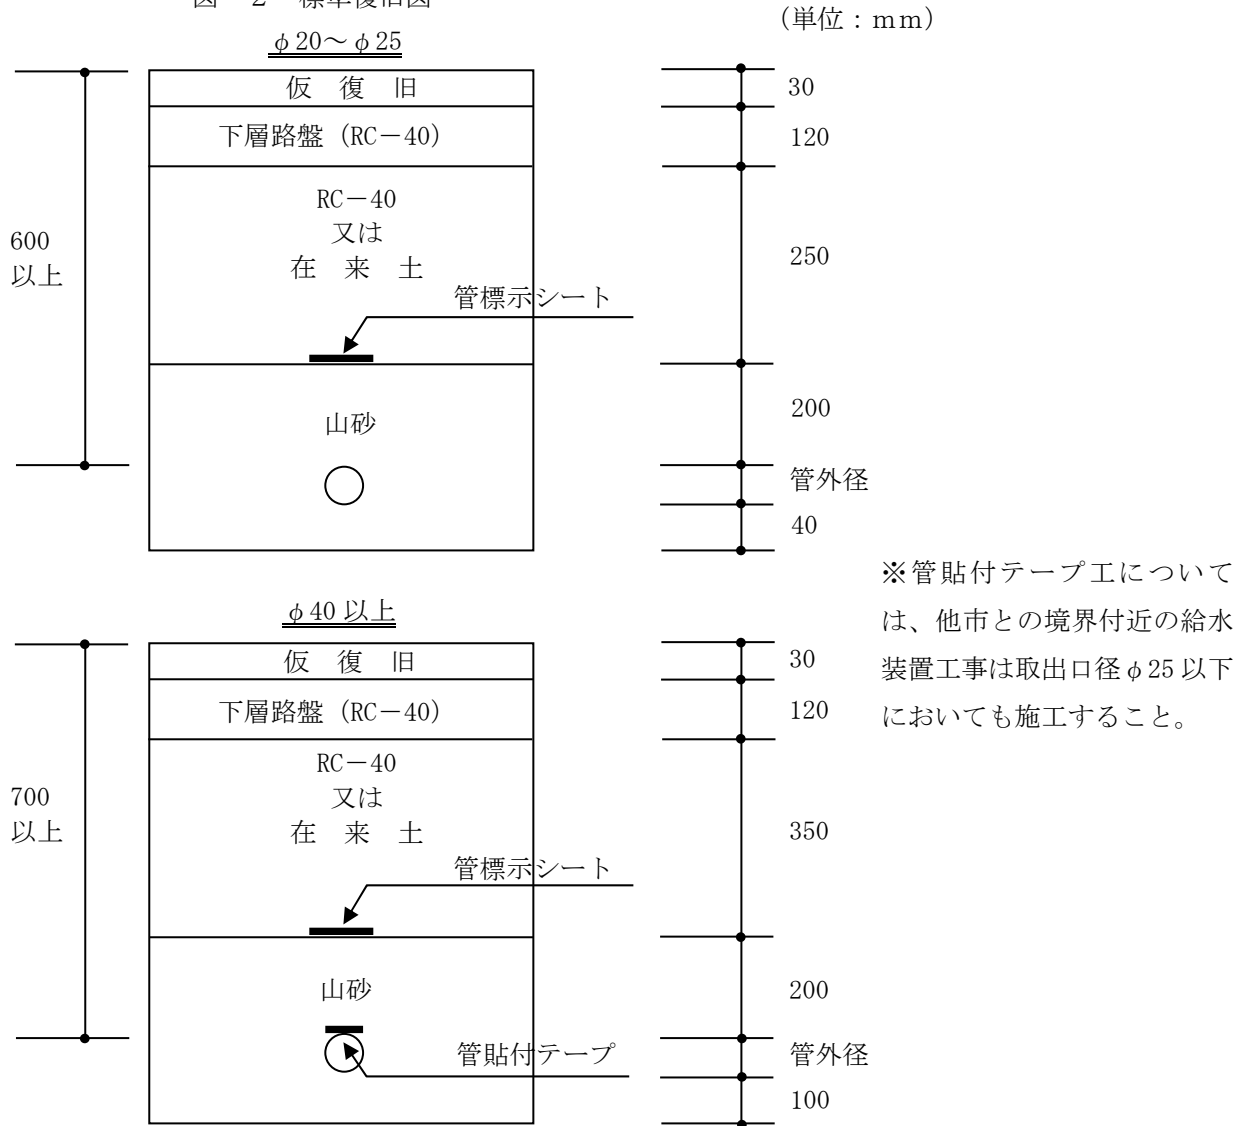 図－2　標準復旧図
（単位：ｍｍ）
φ20～φ25
仮　復　旧
下層路盤（RC－40）
RC－40
又は
在　来　土
管標示シート
山砂
600
以上
30
120
250
200
管外径
40
φ40 以上
仮　復　旧
下層路盤（RC－40）
RC－40
又は
在　来　土
管標示シート
山砂
管貼付テープ
700
以上
30
120
350
200
管外径
100
※管貼付テープ工について
は、他市との境界付近の給水
装置工事は取出口径φ25 以下
においても施工すること。